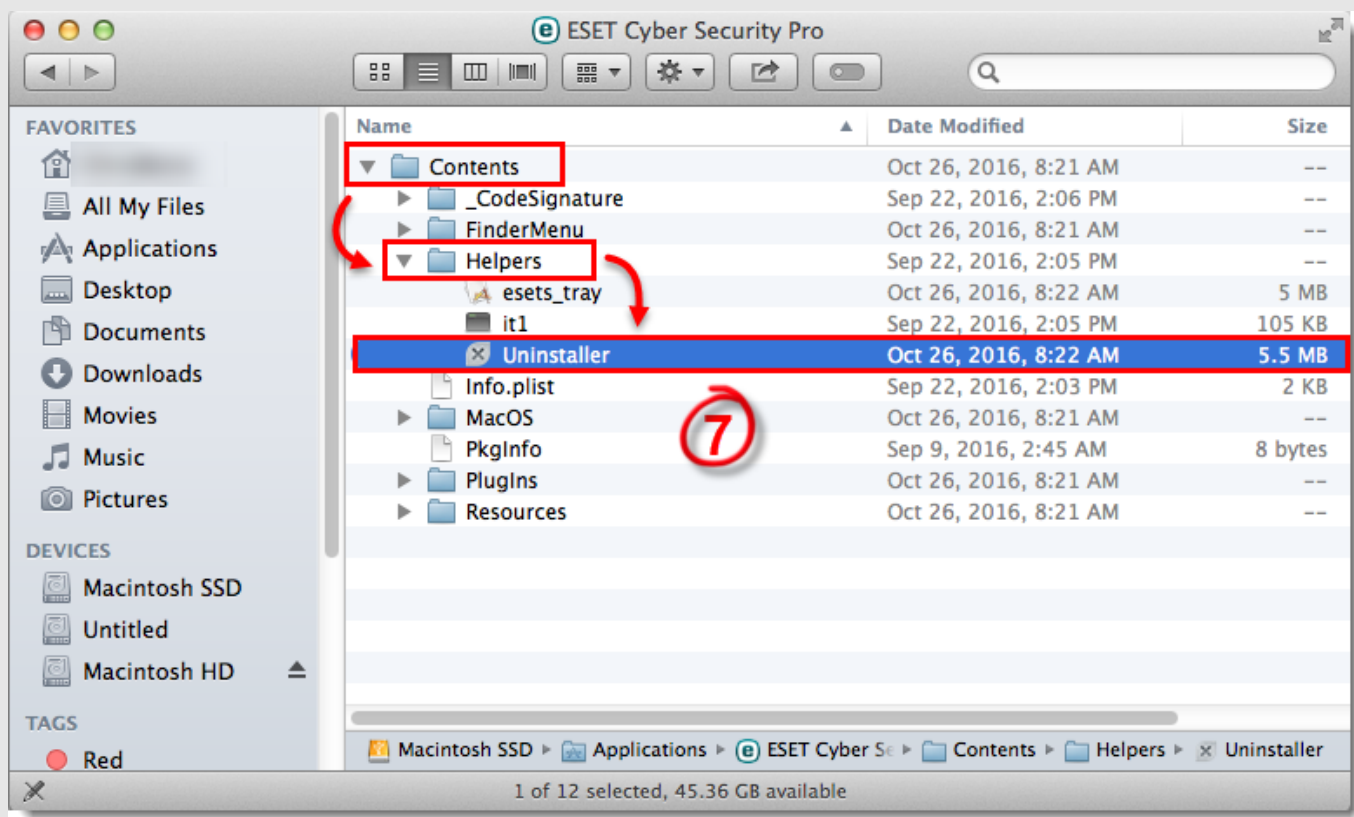 ESET Cyber Security Pro
FAVORITES
All My Files
Applications
Desktop
Documents
Downloads
Movies
Music
Pictures
DEVICES
Macintosh SSD
Untitled
Macintosh HD
TAGS
Red
Name Date Modified Size
Contents Oct 26, 2016, 8:21 AM --
_CodeSignature Sep 22, 2016, 2:06 PM --
FinderMenu Oct 26, 2016, 8:21 AM --
Helpers Sep 22, 2016, 2:05 PM --
esets_tray Oct 26, 2016, 8:22 AM 5 MB
it1 Sep 22, 2016, 2:05 PM 105 KB
Uninstaller Oct 26, 2016, 8:22 AM 5.5 MB
Info.plist Sep 22, 2016, 2:03 PM 2 KB
MacOS Oct 26, 2016, 8:21 AM --
PkgInfo Sep 9, 2016, 2:45 AM 8 bytes
PlugIns Oct 26, 2016, 8:21 AM --
Resources Oct 26, 2016, 8:21 AM --
7
Macintosh SSD Applications ESET Cyber Contents Helpers Uninstaller
1 of 12 selected, 45.36 GB available